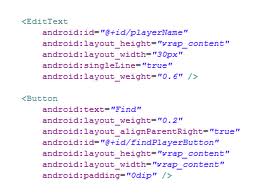 <EditText
android:id="@+id/playerName"
android:layout_height="wrap_content"
android:layout_width="30px"
android:singleLine="true"
android:layout_weight="0.6" />
<Button
android:text="Find"
android:layout_weight="0.2"
android:layout_alignParentRight="true"
android:id="@+id/findPlayerButton"
android:layout_height="wrap_content"
android:layout_width="wrap_content"
android:padding="0dip" />